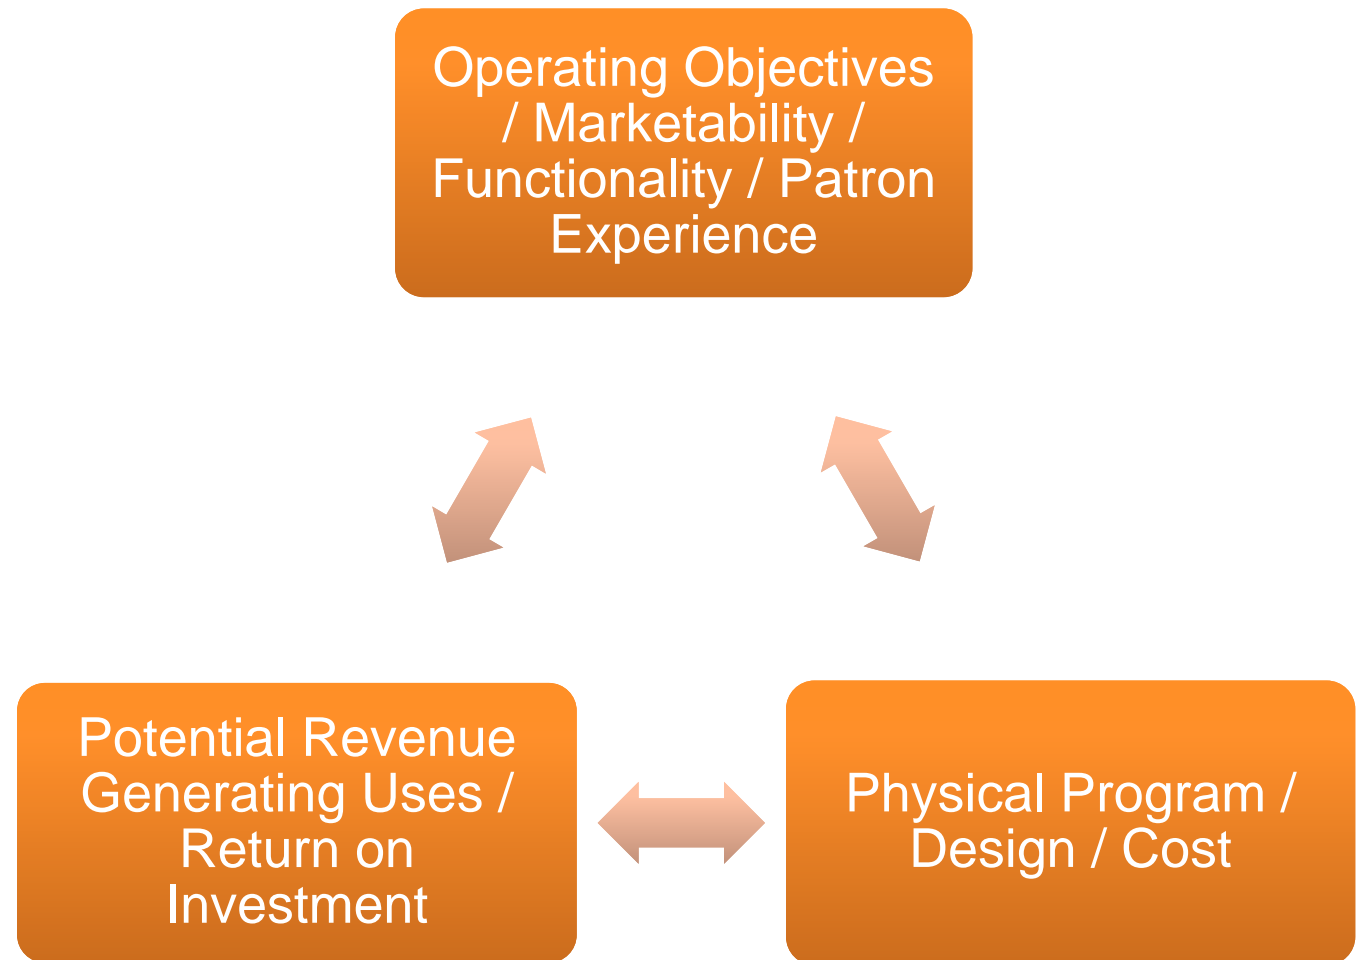 Operating Objectives
/ Marketability /
Functionality / Patron
Experience
Potential Revenue
Generating Uses /
Return on
Investment
Physical Program /
Design / Cost